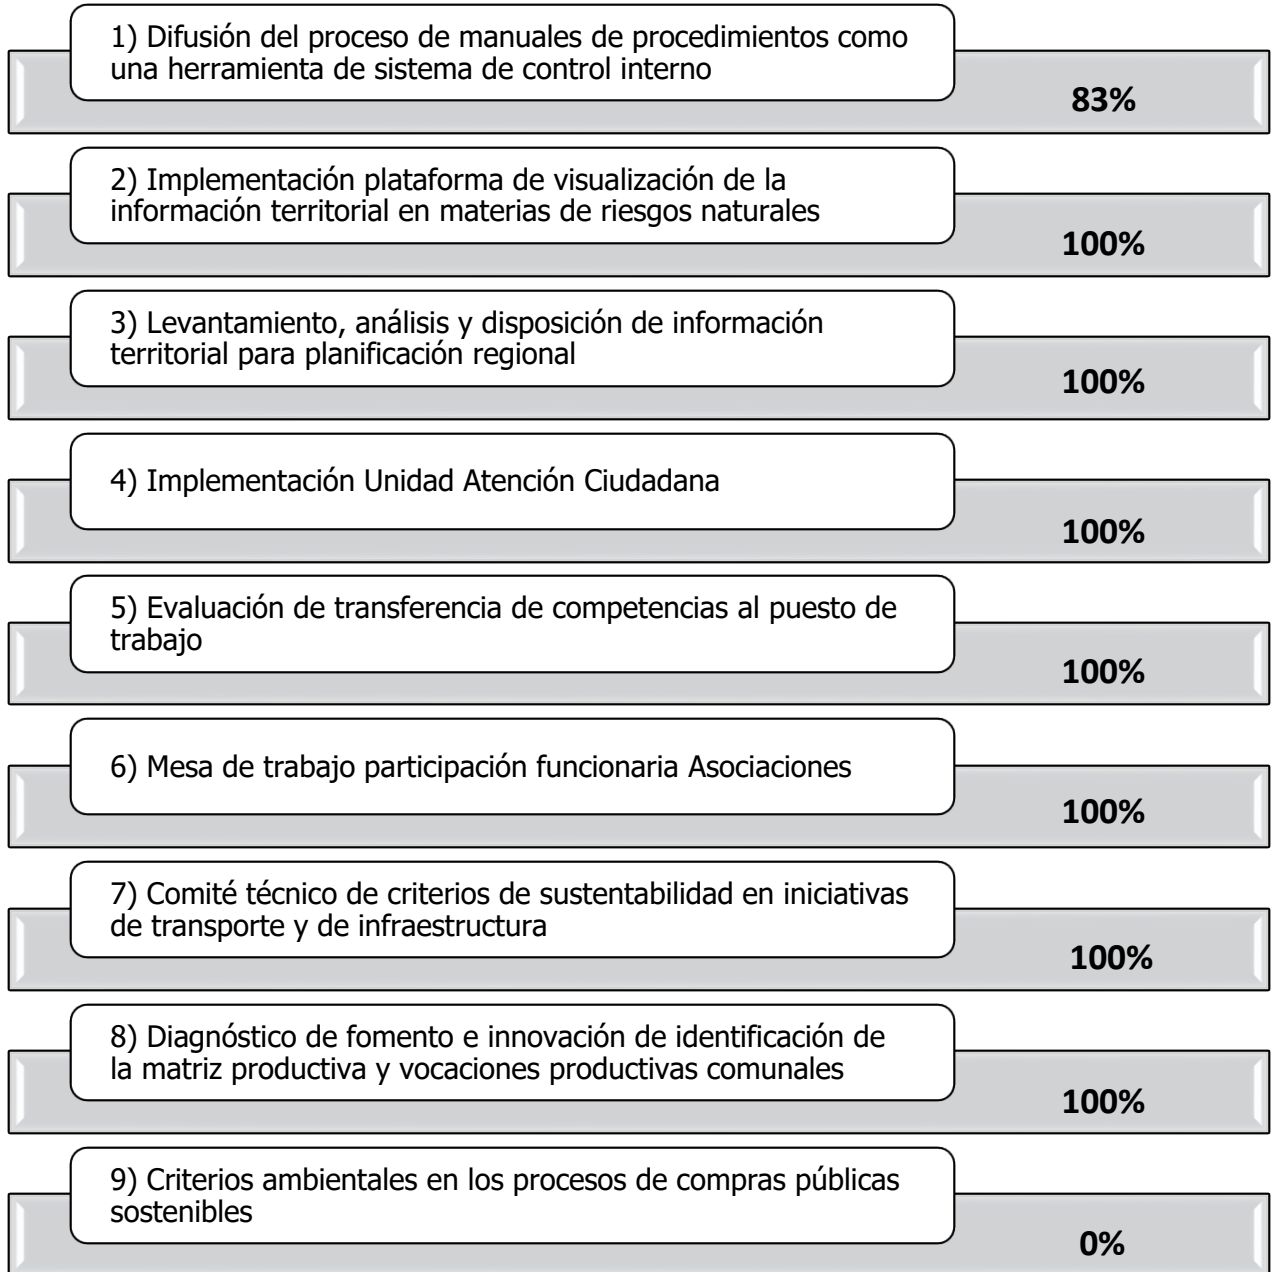 1) Difusión del proceso de manuales de procedimientos como
una herramienta de sistema de control interno
83%
2) Implementación plataforma de visualización de la
información territorial en materias de riesgos naturales
100%
3) Levantamiento, análisis y disposición de información
territorial para planificación regional
100%
4) Implementación Unidad Atención Ciudadana
100%
5) Evaluación de transferencia de competencias al puesto de
trabajo
100%
6) Mesa de trabajo participación funcionaria Asociaciones
100%
7) Comité técnico de criterios de sustentabilidad en iniciativas
de transporte y de infraestructura
100%
8) Diagnóstico de fomento e innovación de identificación de
la matriz productiva y vocaciones productivas comunales
100%
9) Criterios ambientales en los procesos de compras públicas
sostenibles
0%